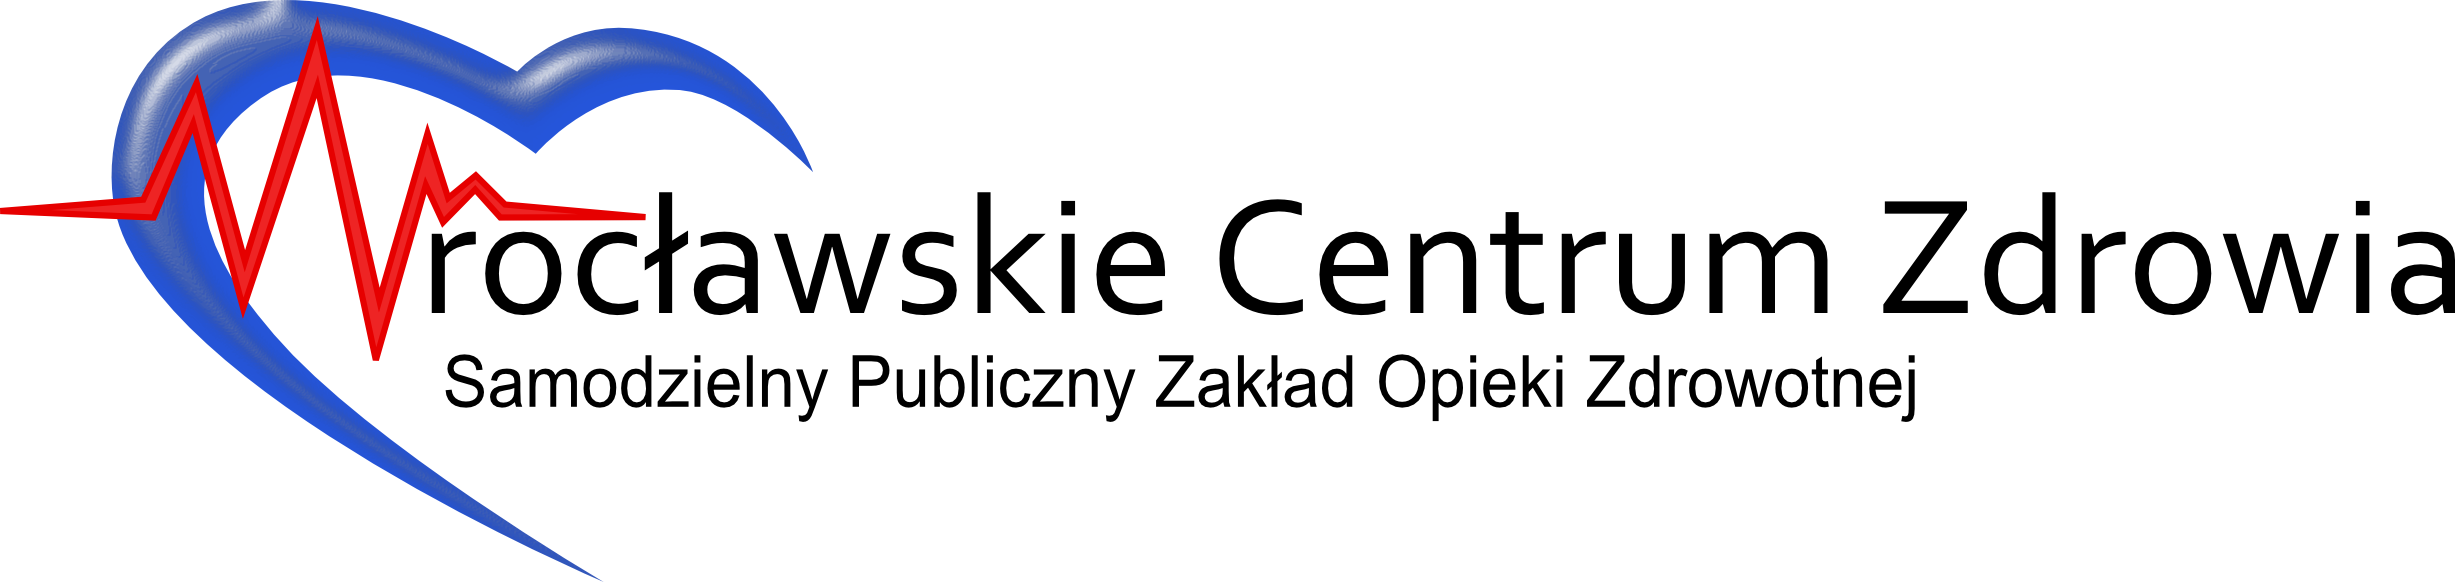 Wrocławskie Centrum Zdrowia
Samodzielny Publiczny Zakład Opieki Zdrowotnej